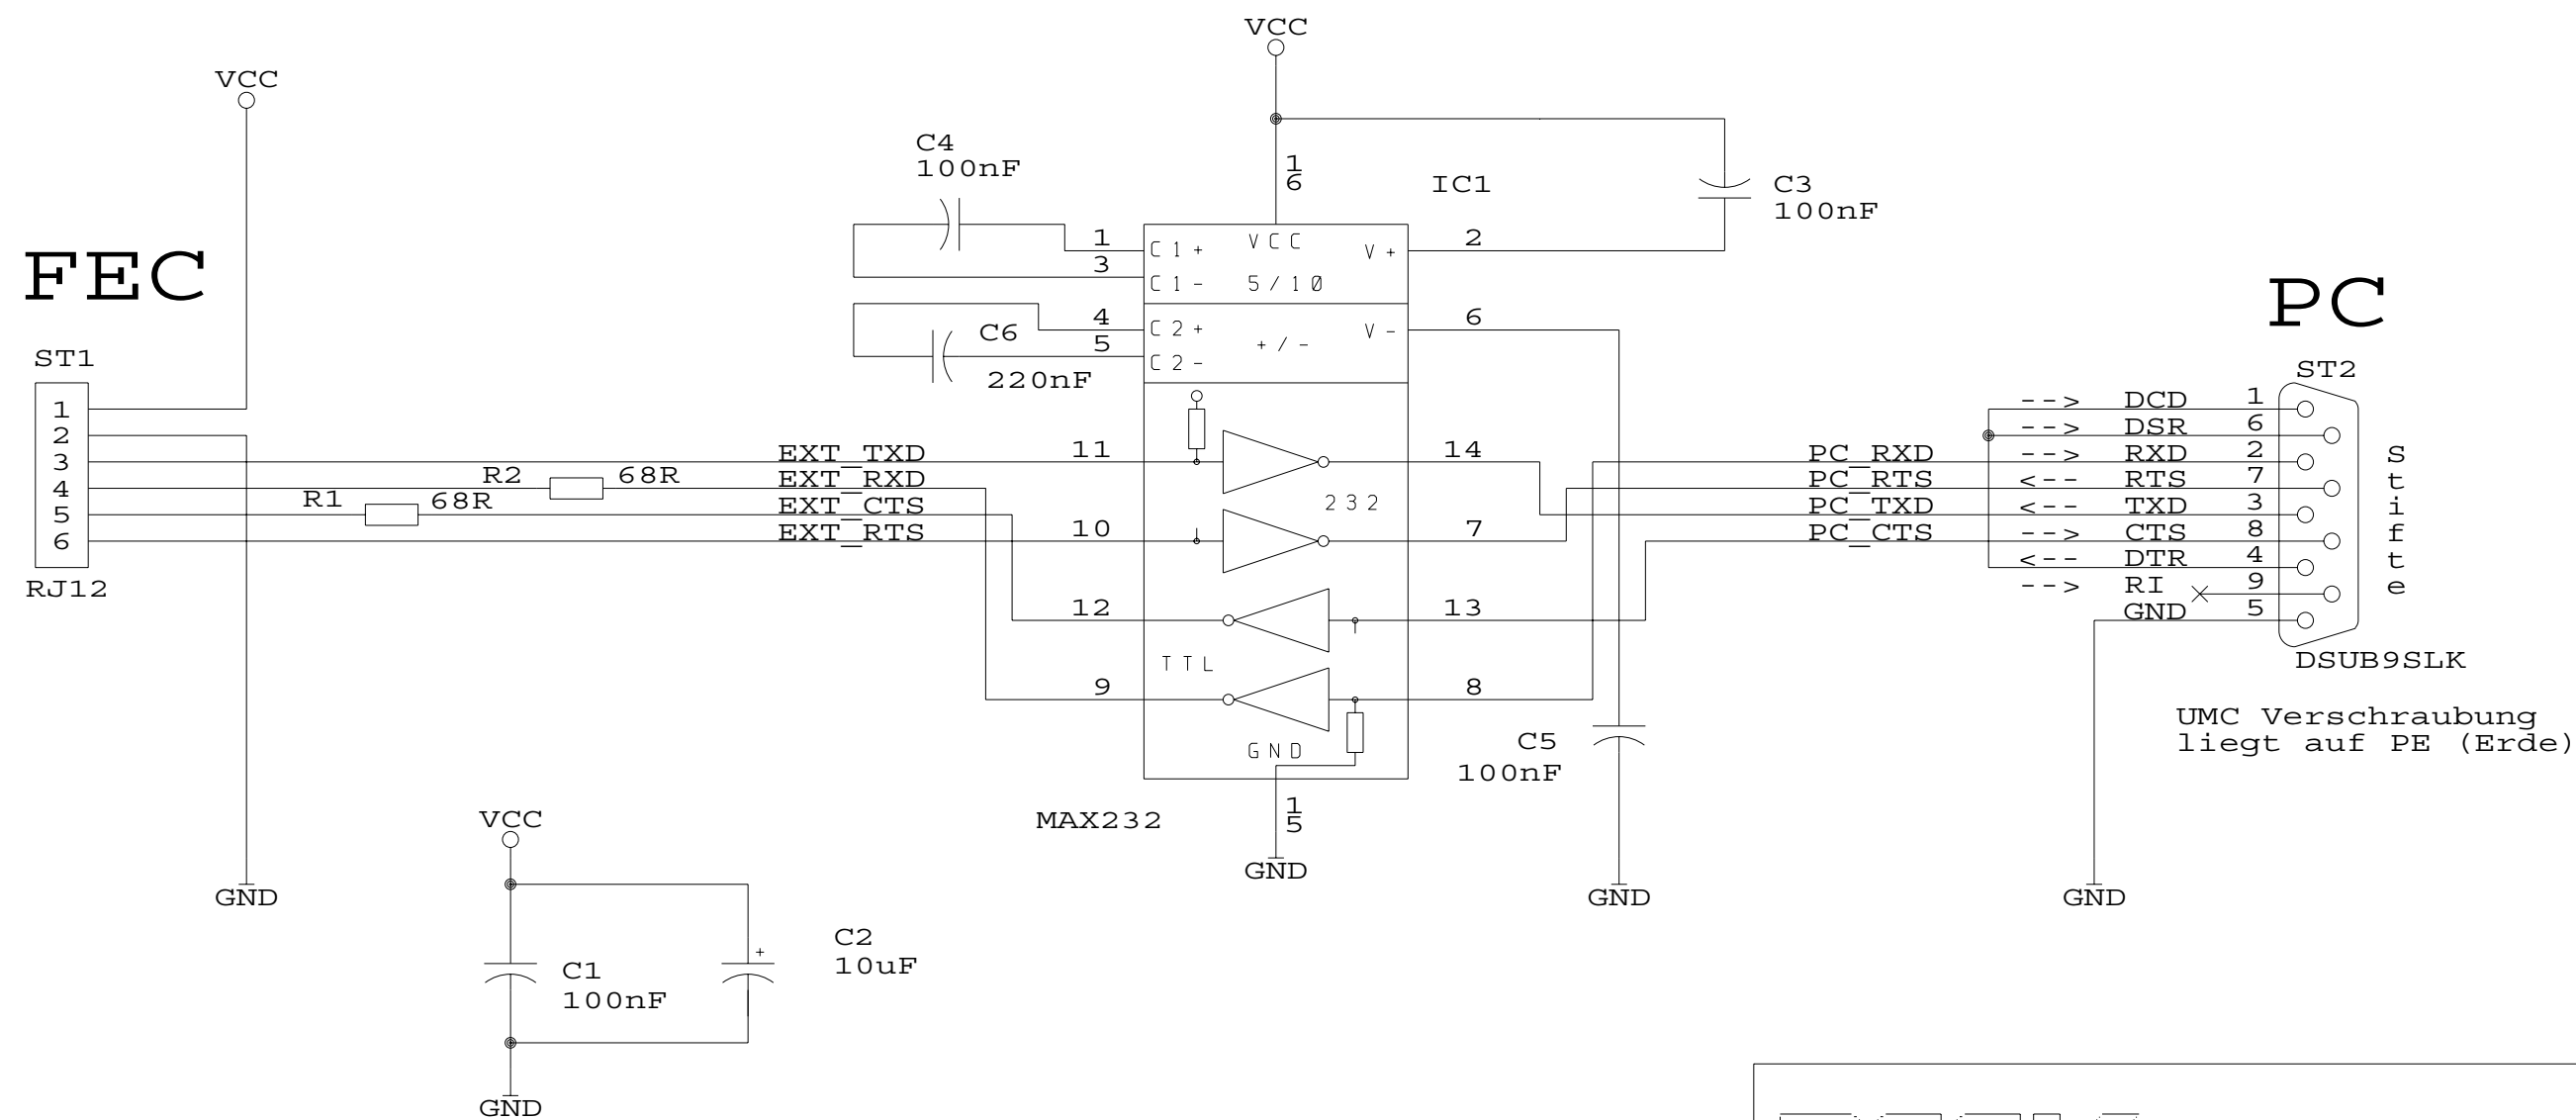 VCC
VCC
C4
100nF
1
6
IC1
C3
100nF
FEC
1
3
C1+
C1-
VCC
5/10
V+
2
PC
4
5
C2+
C2-
+/-
V-
6
C6
220nF
ST1
1
2
3
4
5
6
RJ12
R2
68R
R1
68R
EXT_TXD
EXT_RXD
EXT_CTS
EXT_RTS
11
10
12
9
232
TTL
GND
14
7
13
8
PC_RXD
PC_RTS
PC_TXD
PC_CTS
ST2
--> DCD 1
--> DSR 6
--> RXD 2
<-- RTS 7
<-- TXD 3
--> CTS 8
<-- DTR 4
--> RI 9
GND 5
Stifte
DSUB9SLK
UMC Verschraubung
liegt auf PE (Erde)
C5
100nF
MAX232
1
5
GND
GND
GND
GND
VCC
C1
100nF
+
C2
10uF
GND